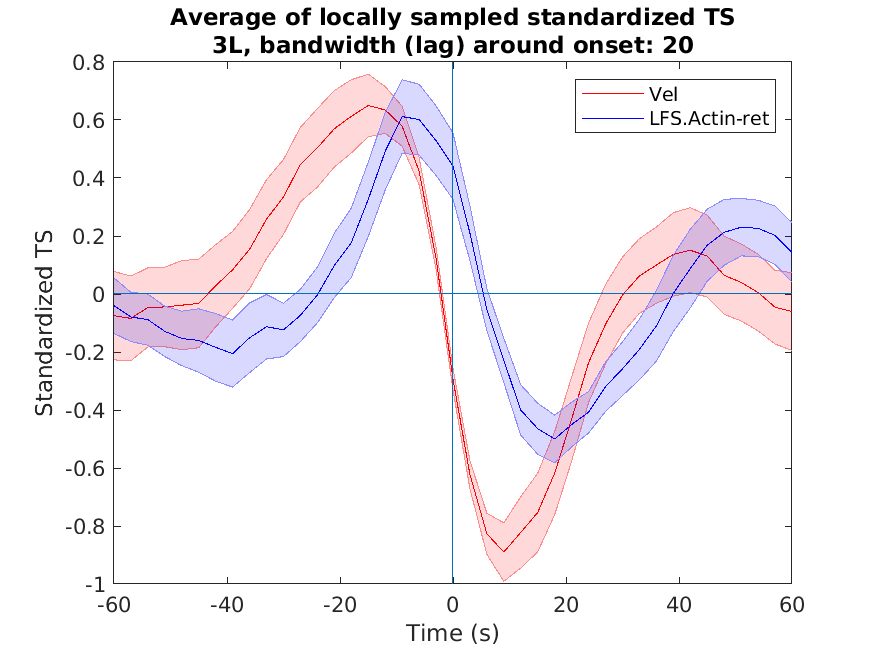 Average of locally sampled standardized TS
3L, bandwidth (lag) around onset: 20
Vel
LFS.Actin-ret
Standardized TS
0.8
0.6
0.4
0.2
0
-0.2
-0.4
-0.6
-0.8
-1
-60
-40
-20
0
20
40
60
Time (s)